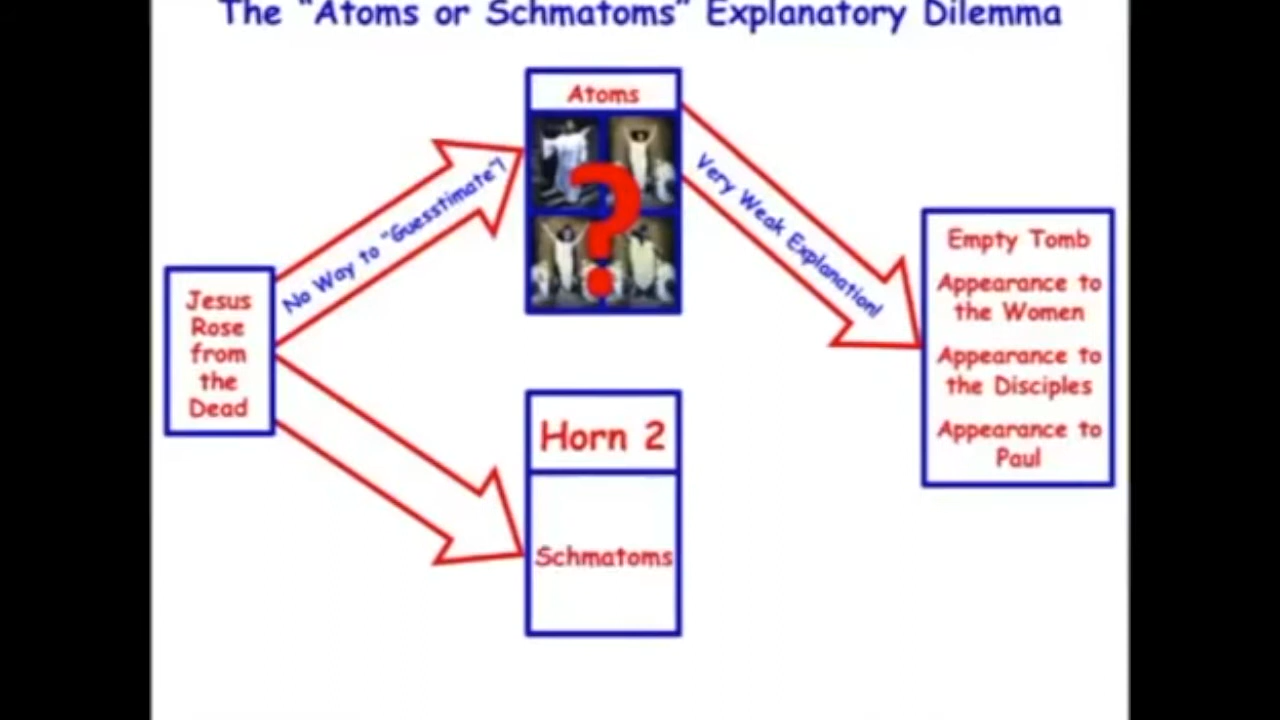 The "Atoms or Schmatoms" Explanatory Dilemma
Atoms
?
No Way to "Guesstimate"!
Very Weak Explanation!
Jesus
Rose
from
the
Dead
Empty Tomb
Appearance to
the Women
Appearance to
the Disciples
Appearance to
Paul
Horn 2
Schmatoms